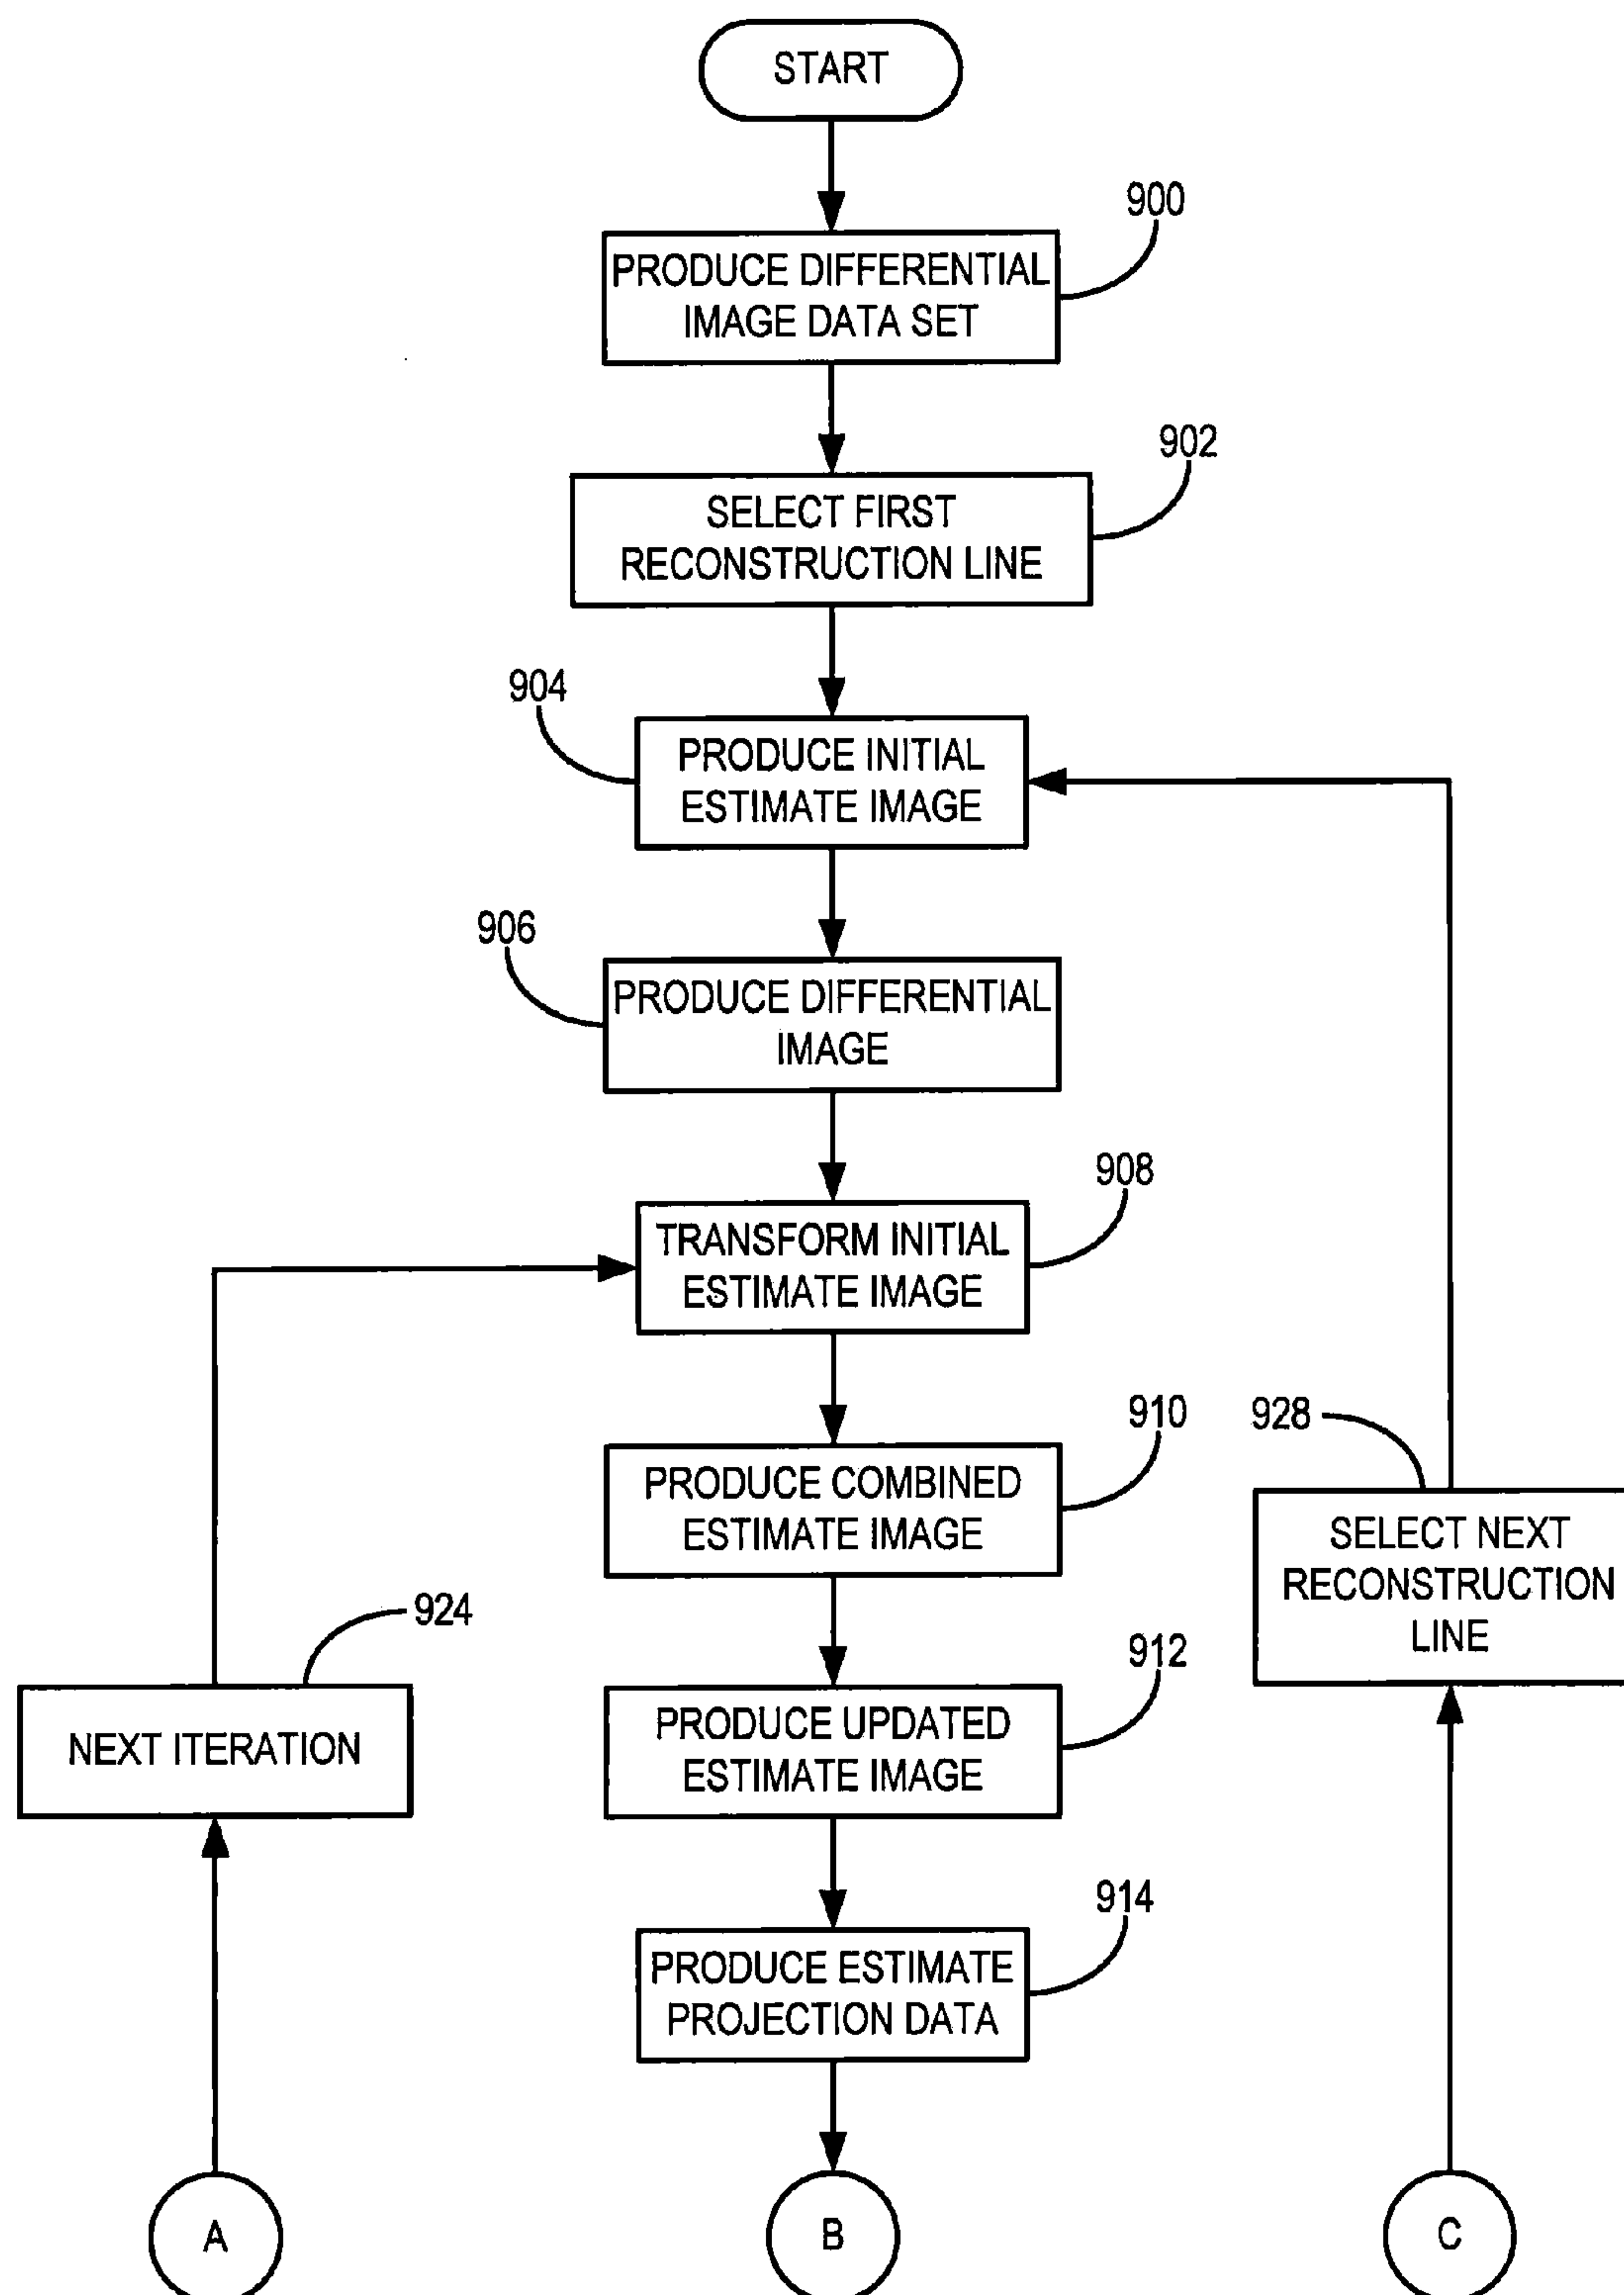 START
900
PRODUCE DIFFERENTIAL
IMAGE DATA SET
902
SELECT FIRST
RECONSTRUCTION LINE
904
PRODUCE INITIAL
ESTIMATE IMAGE
906
PRODUCE DIFFERENTIAL
IMAGE
908
TRANSFORM INITIAL
ESTIMATE IMAGE
910
PRODUCE COMBINED
ESTIMATE IMAGE
928
SELECT NEXT
RECONSTRUCTION
LINE
924
NEXT ITERATION
912
PRODUCE UPDATED
ESTIMATE IMAGE
914
PRODUCE ESTIMATE
PROJECTION DATA
A
B
C